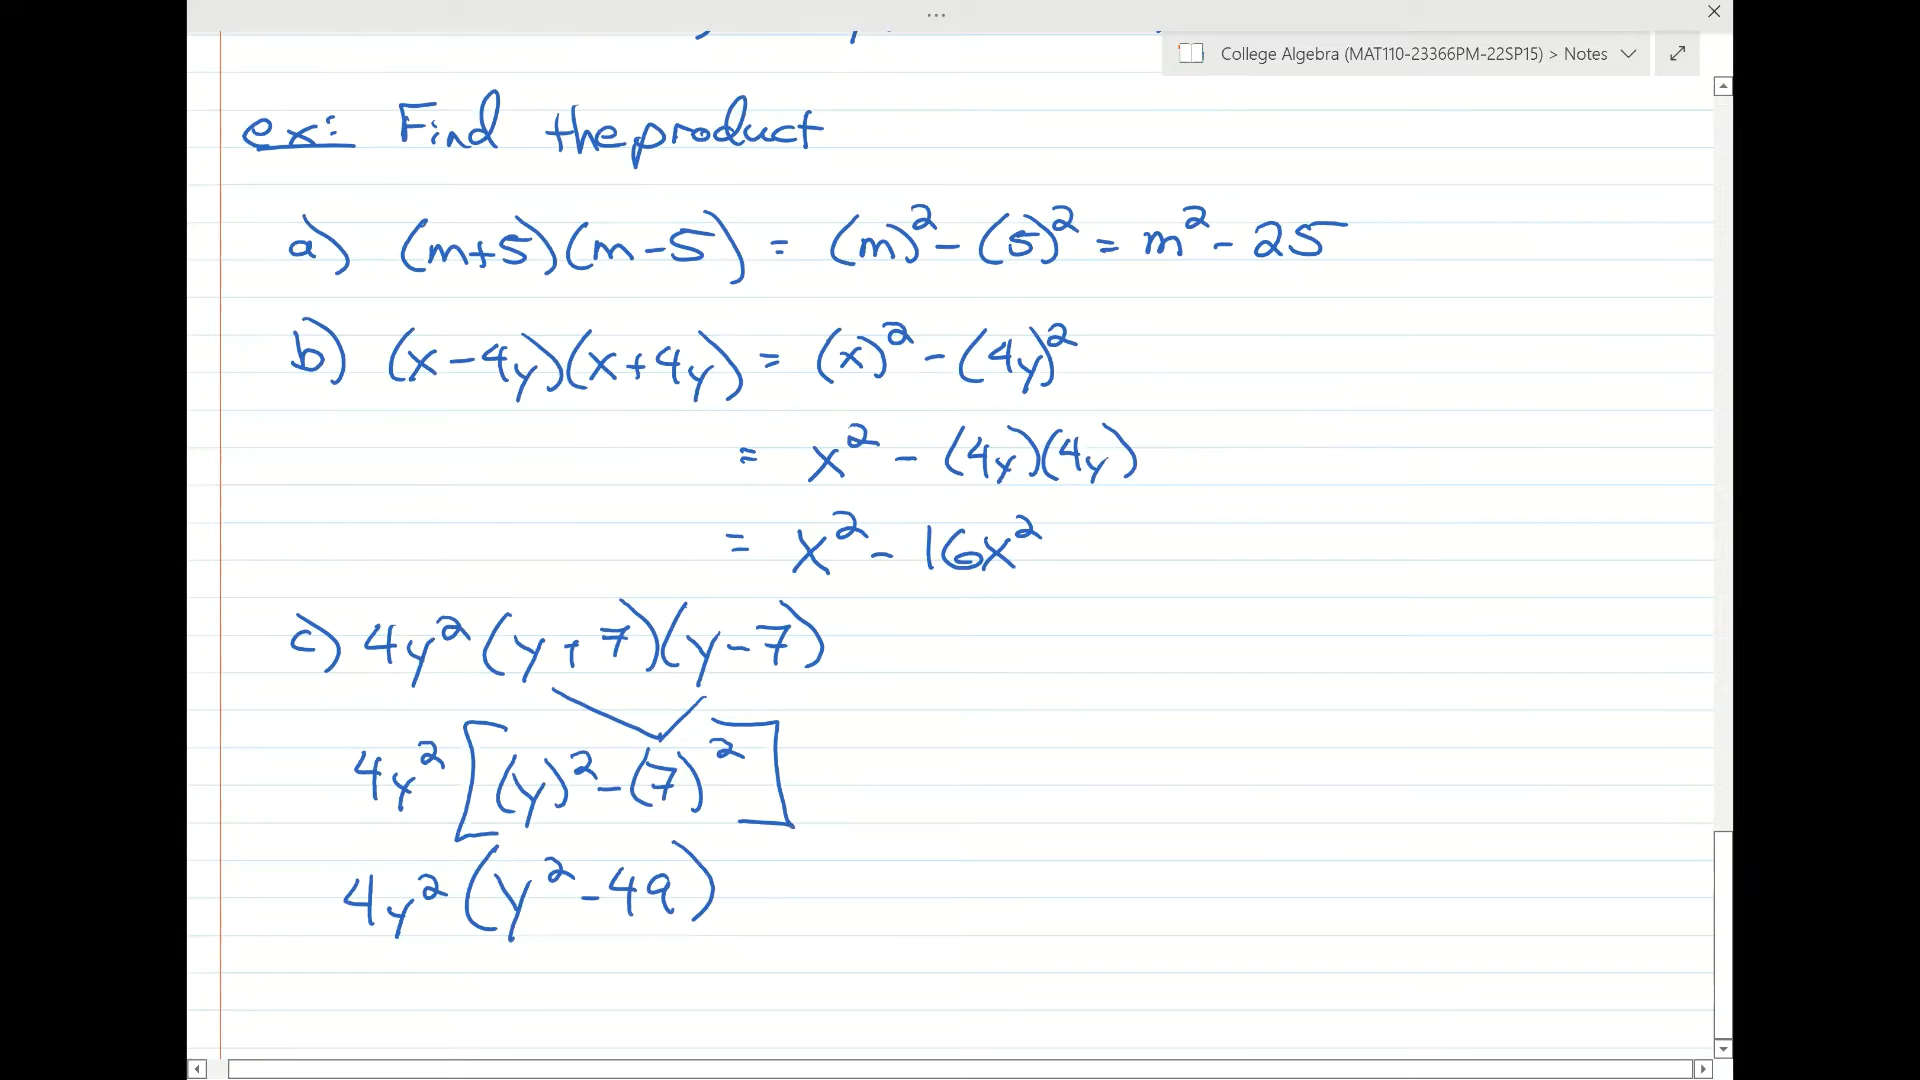 College Algebra (MAT110-23366PM-22SP15) > Notes
ex: Find the product
a) (m+5)(m-5) = (m)² - (5)² = m² - 25
b) (x-4y)(x+4y) = (x)² - (4y)²
= x² - (4y)(4y)
= x² - 16x²
c) 4y²(y+7)(y-7)
4y²[(y)² - (7)²]
4y²(y² - 49)